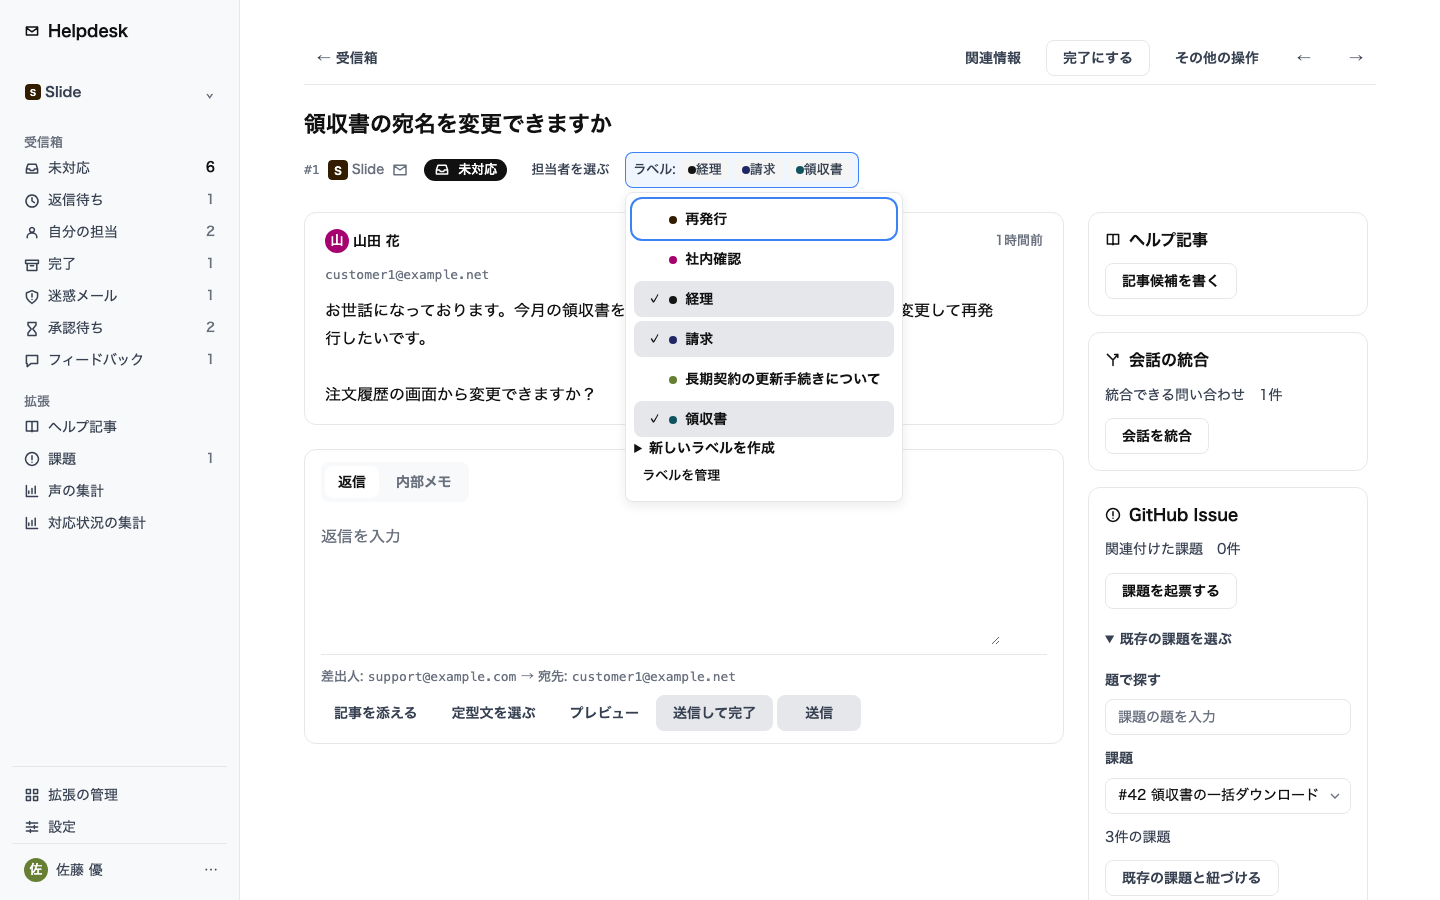 Helpdesk
S Slide
受信箱
未対応 6
返信待ち 1
自分の担当 2
完了 1
迷惑メール 1
承認待ち 2
フィードバック 1
拡張
ヘルプ記事
課題 1
声の集計
対応状況の集計
拡張の管理
設定
佐 佐藤 優 …
← 受信箱
関連情報 完了にする その他の操作 ← →
領収書の宛名を変更できますか
#1 S Slide 未対応 担当者を選ぶ ラベル: 経理 請求 領収書
再発行
社内確認
✓ 経理
✓ 請求
長期契約の更新手続きについて
✓ 領収書
▶ 新しいラベルを作成
ラベルを管理
山 山田 花 1時間前
customer1@example.net
お世話になっております。今月の領収書を 変更して再発
行したいです。
注文履歴の画面から変更できますか？
返信 内部メモ
返信を入力
差出人: support@example.com → 宛先: customer1@example.net
記事を添える 定型文を選ぶ プレビュー 送信して完了 送信
ヘルプ記事
記事候補を書く
会話の統合
統合できる問い合わせ 1件
会話を統合
GitHub Issue
関連付けた課題 0件
課題を起票する
▼ 既存の課題を選ぶ
題で探す
課題の題を入力
課題
#42 領収書の一括ダウンロード
3件の課題
既存の課題と紐づける